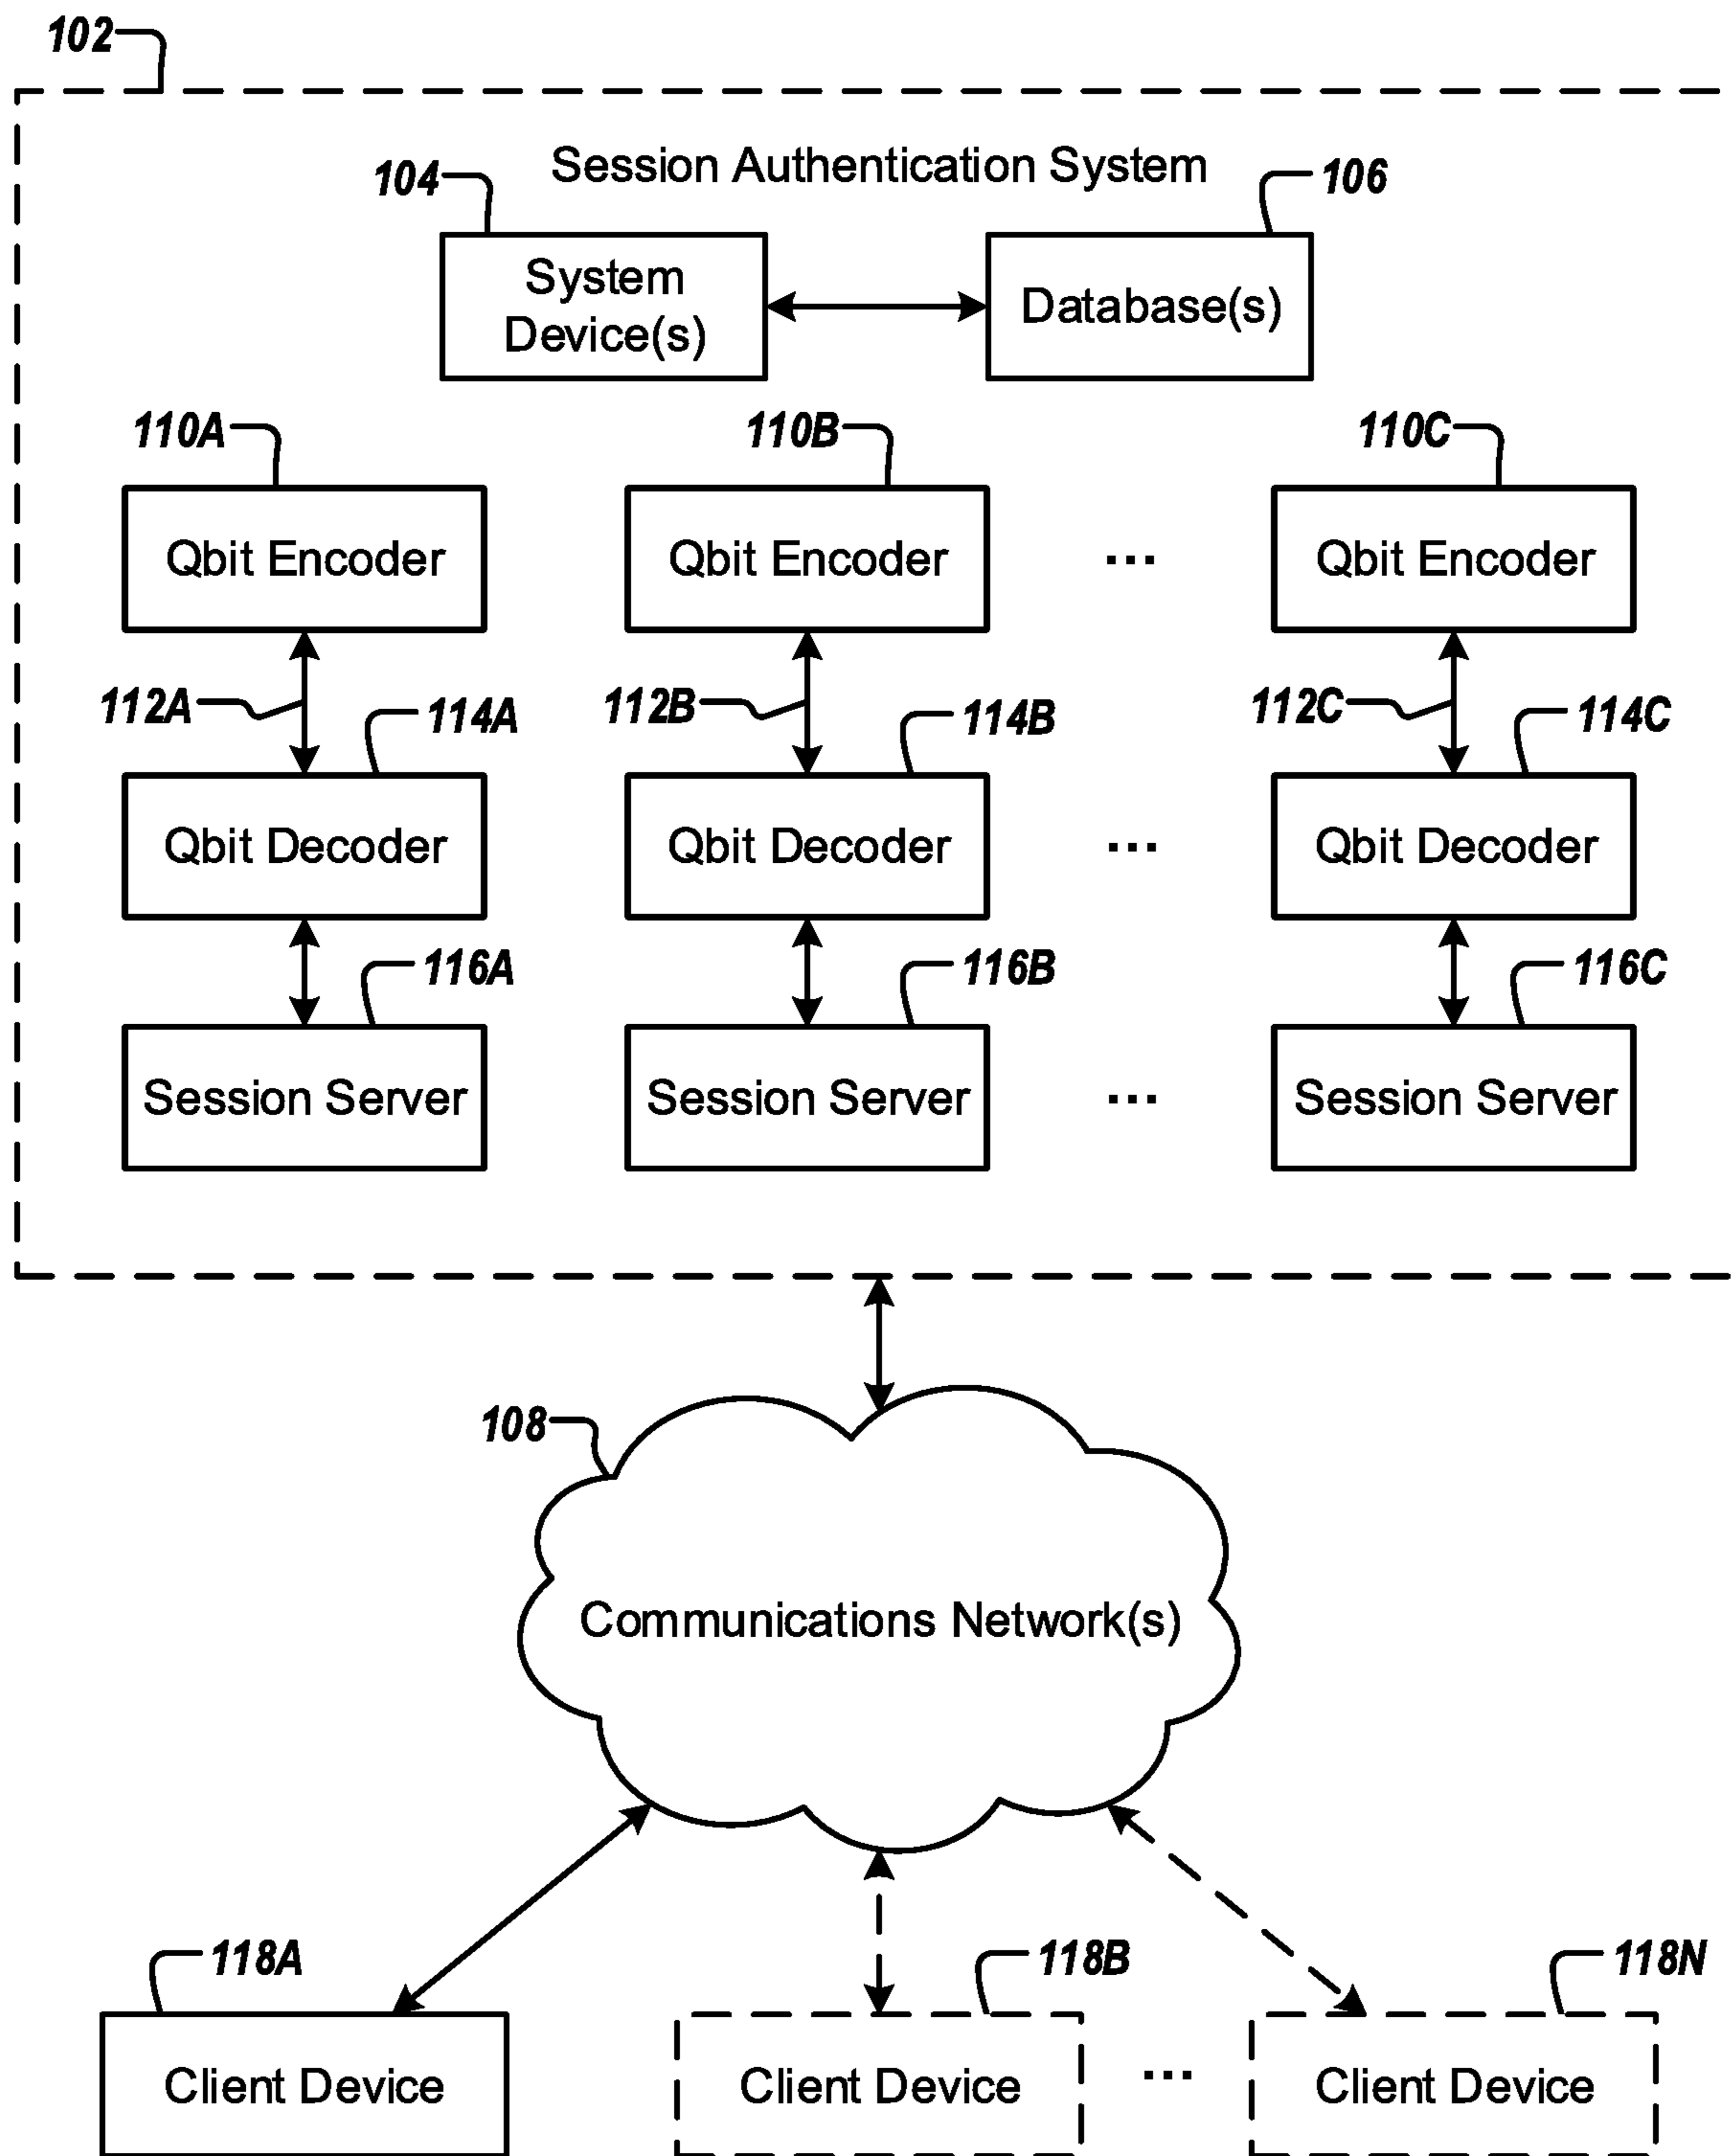 102
Session Authentication System
104
106
System
Device(s)
Database(s)
110A
110B
110C
Qbit Encoder
Qbit Encoder
...
Qbit Encoder
112A
114A
112B
114B
112C
114C
Qbit Decoder
Qbit Decoder
...
Qbit Decoder
116A
116B
116C
Session Server
Session Server
...
Session Server
108
Communications Network(s)
118A
118B
118N
Client Device
Client Device
...
Client Device